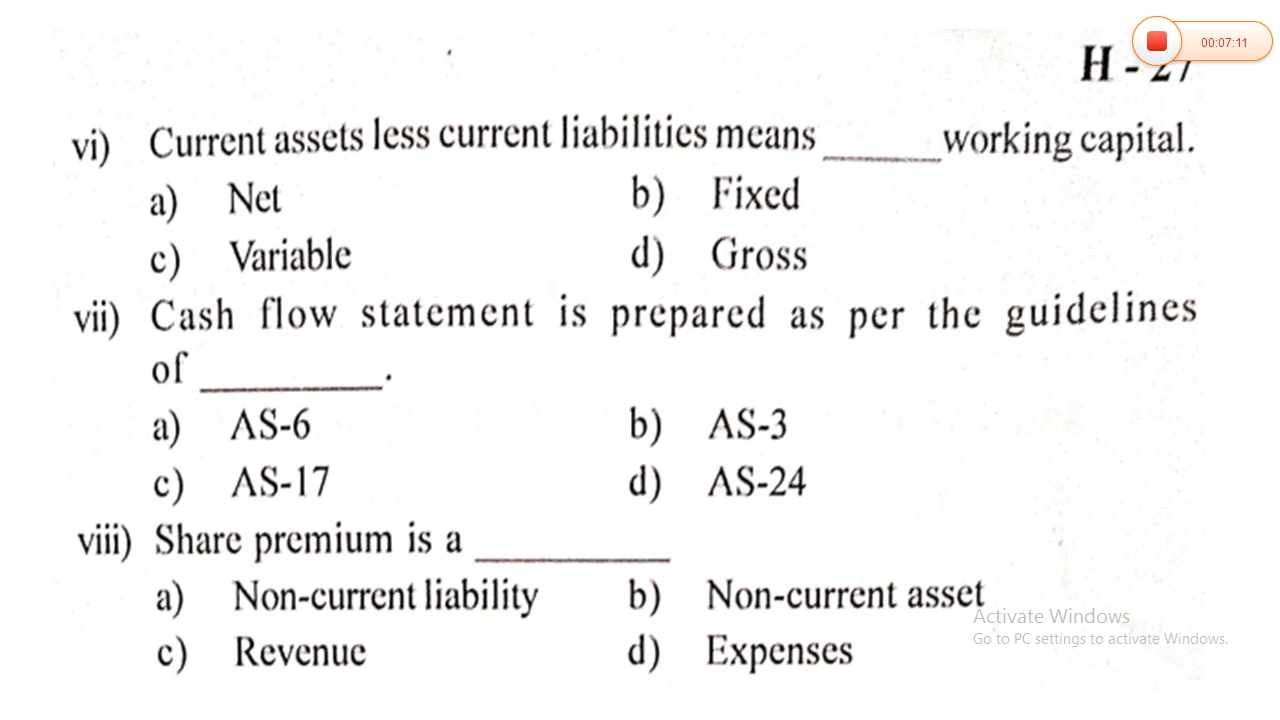 00:07:11
H - 27
vi) Current assets less current liabilities means ______ working capital.
a) Net b) Fixed
c) Variable d) Gross
vii) Cash flow statement is prepared as per the guidelines
of _________.
a) AS-6 b) AS-3
c) AS-17 d) AS-24
viii) Share premium is a __________
a) Non-current liability b) Non-current asset
Activate Windows
Go to PC settings to activate Windows.
c) Revenue d) Expenses